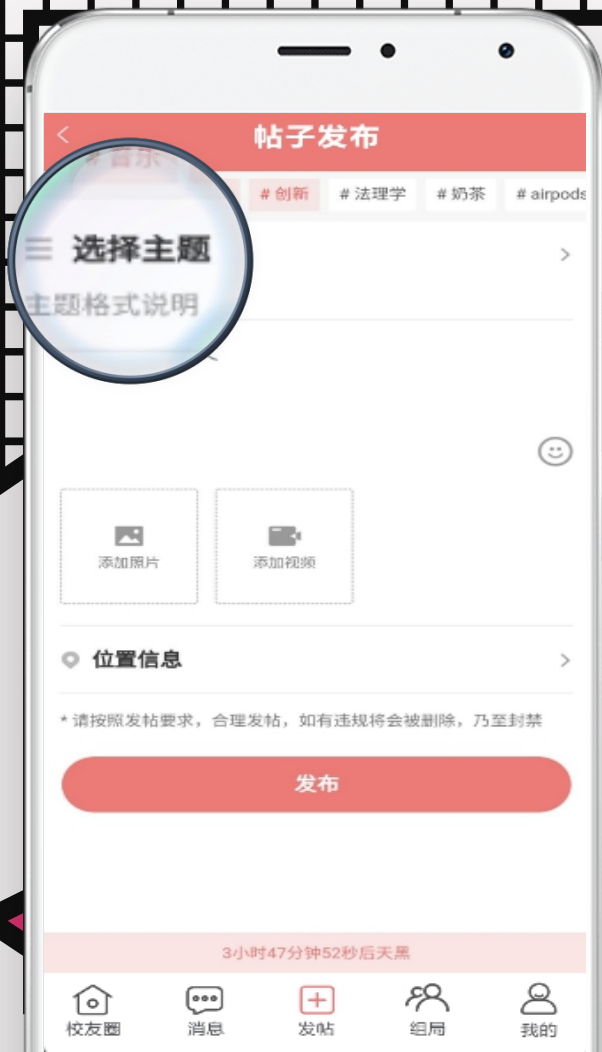 帖子发布
# 音乐
# 创新
# 法理学
# 奶茶
# airpods
选择主题
主题格式说明
添加照片
添加视频
位置信息
* 请按照发帖要求，合理发帖，如有违规将会被删除，乃至封禁
发布
3小时47分钟52秒后天黑
校友圈
消息
发帖
组局
我的